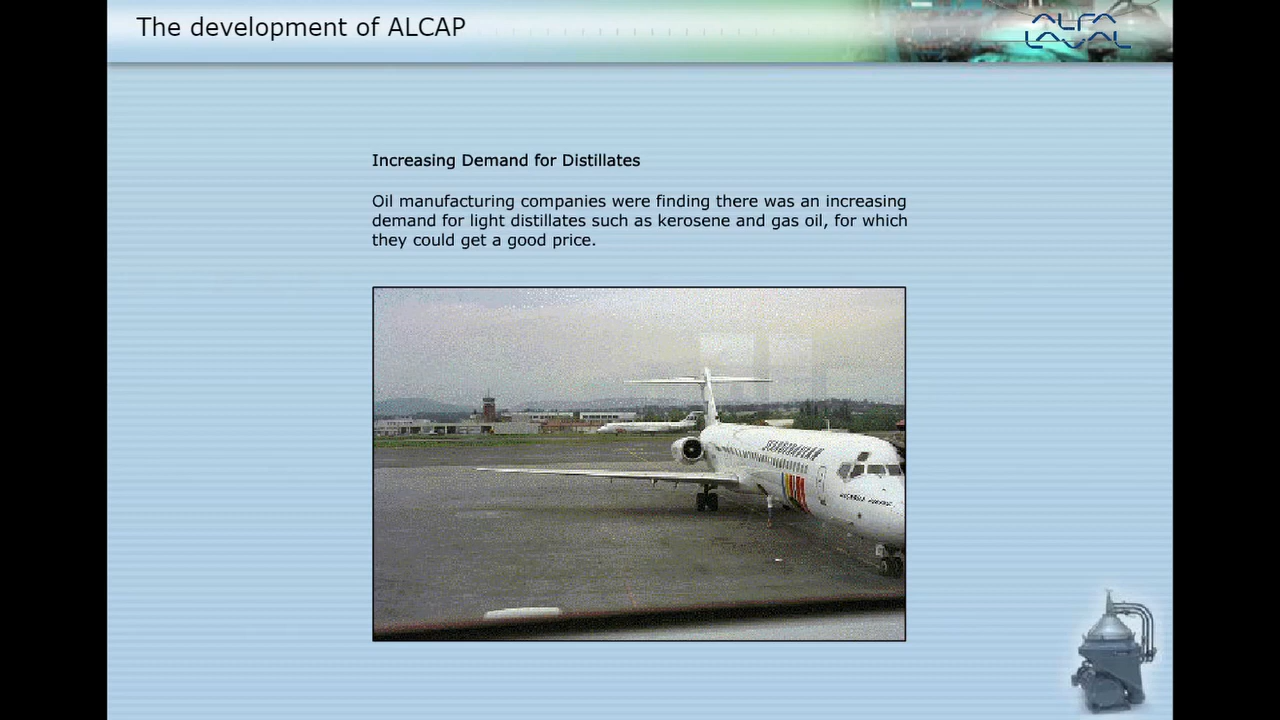 The development of ALCAP
ALFA
LAVAL
Increasing Demand for Distillates
Oil manufacturing companies were finding there was an increasing
demand for light distillates such as kerosene and gas oil, for which
they could get a good price.
SCANDINAVIAN